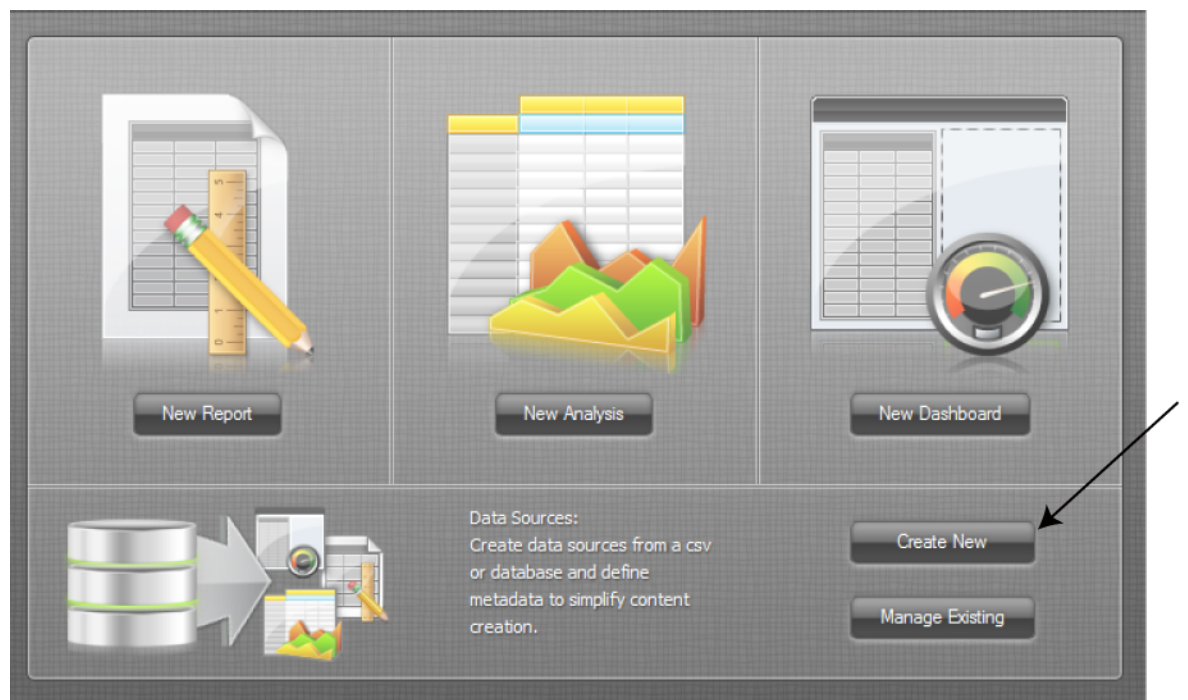 New Report
New Analysis
New Dashboard
Data Sources:
Create data sources from a csv
or database and define
metadata to simplify content
creation.
Create New
Manage Existing